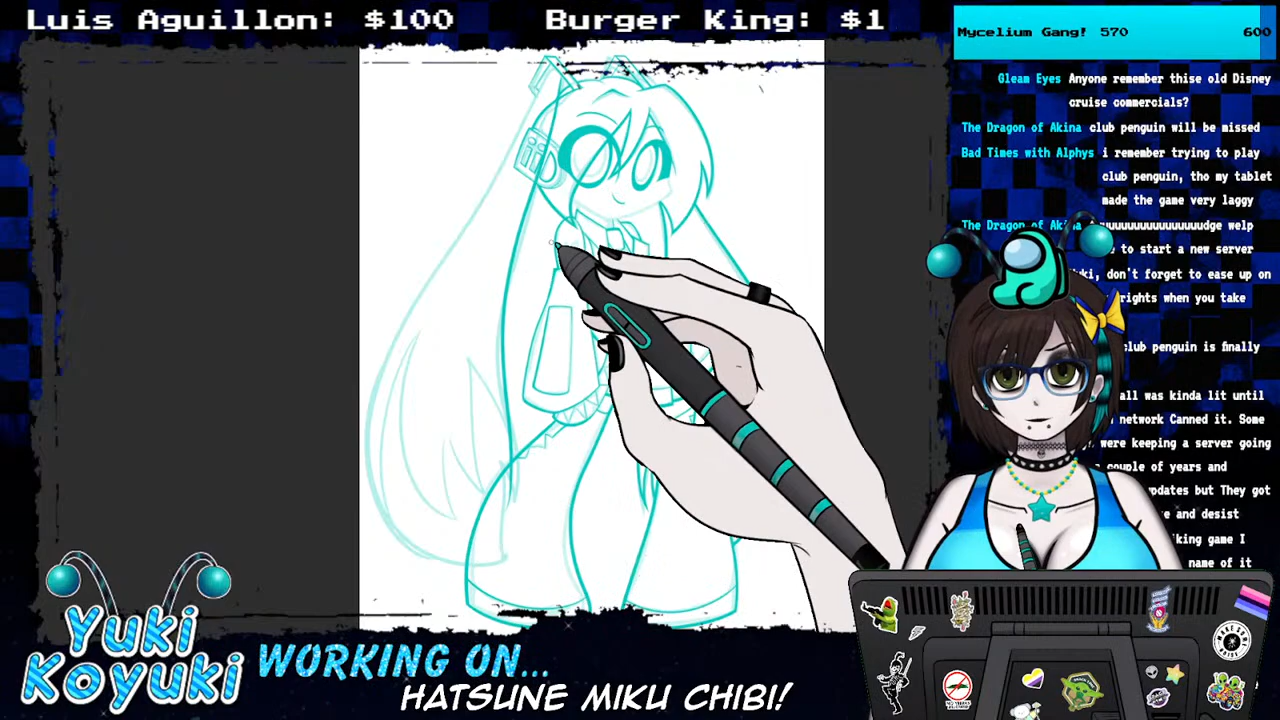 Luis Aguillon: $100
Burger King: $1
Mycelium Gang! 570
600
Gleam Eyes Anyone remember thise old Disney
cruise commercials?
The Dragon of Akina club penguin will be missed
Bad Times with Alphys i remember trying to play
club penguin, tho my tablet
made the game very laggy
The Dragon of
welp
to start a new server
don't forget to ease up on
rights when you take
club penguin is finally
all was kinda lit until
network Canned it. Some
were keeping a server going
couple of years and
but They got
and desist
king game I
name of it
Yuki
Koyuki
WORKING ON...
HATSUNE MIKU CHIBI!